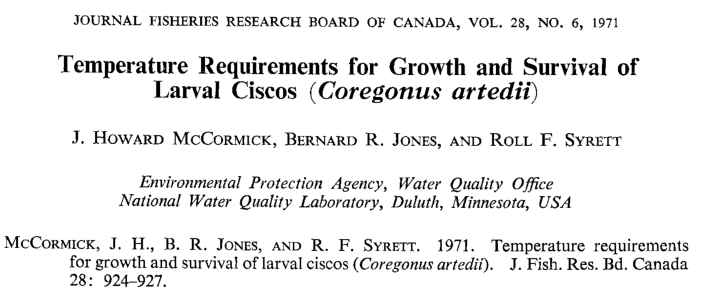 JOURNAL FISHERIES RESEARCH BOARD OF CANADA, VOL. 28, NO. 6, 1971
Temperature Requirements for Growth and Survival of
Larval Ciscos (Coregonus artedii)
J. HOWARD MCCORMICK, BERNARD R. JONES, AND ROLL F. SYRETT
Environmental Protection Agency, Water Quality Office
National Water Quality Laboratory, Duluth, Minnesota, USA
MCCORMICK, J. H., B. R. JONES, AND R. F. SYRETT. 1971. Temperature requirements
for growth and survival of larval ciscos (Coregonus artedii). J. Fish. Res. Bd. Canada
28: 924–927.